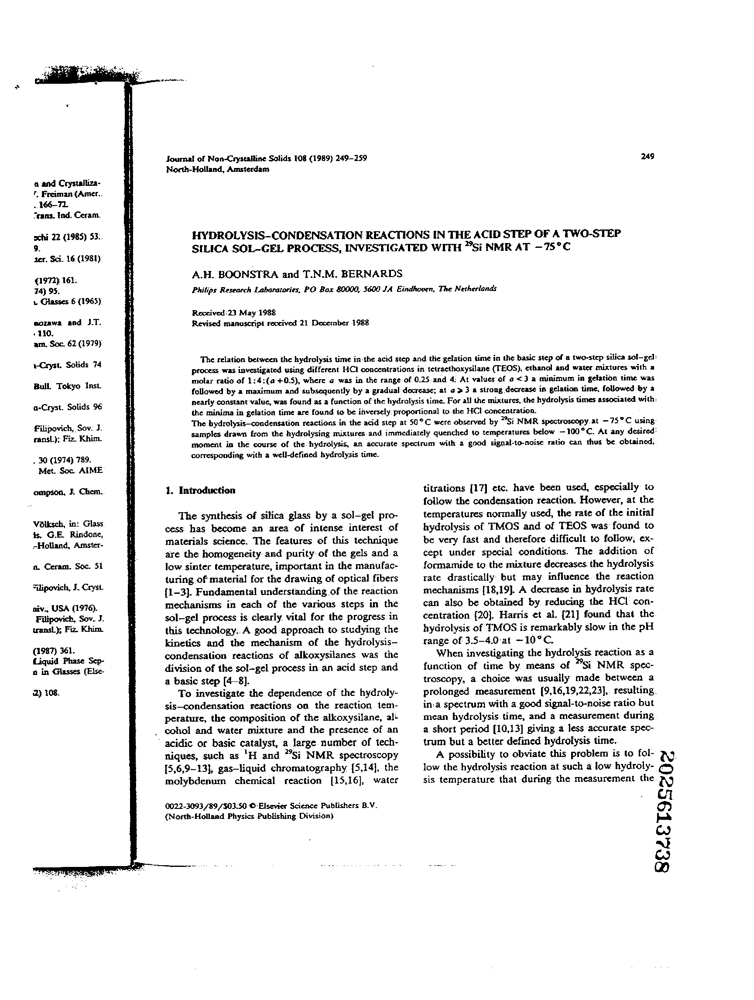 n and Crystalliza-
'. Freiman (Amer.
. 166–72.
Trans. Ind. Ceram.
schi 22 (1985) 53.
9.
ter. Sci. 16 (1981)
(1972) 161.
74) 95.
. Glasses 6 (1965)
nozawa and J.T.
. 110.
am. Soc. 62 (1979)
-Cryst. Solids 74
Bull. Tokyo Inst.
n-Cryst. Solids 96
Filipovich, Sov. J.
ransl.); Fiz. Khim.
. 30 (1974) 789.
Met. Soc. AIME
ompson, J. Chem.
Völksch, in: Glass
is. G.E. Rindone,
-Holland, Amster-
n. Ceram. Soc. 51
Filipovich, J. Cryst.
niv., USA (1976).
Filipovich, Sov. J.
transl.); Fiz. Khim.
(1987) 361.
Liquid Phase Sep-
n in Glasses (Else-
2) 108.
Journal of Non-Crystalline Solids 108 (1989) 249–259
North-Holland, Amsterdam
249
HYDROLYSIS–CONDENSATION REACTIONS IN THE ACID STEP OF A TWO-STEP
SILICA SOL–GEL PROCESS, INVESTIGATED WITH ²⁹Si NMR AT −75°C
A.H. BOONSTRA and T.N.M. BERNARDS
Philips Research Laboratories, PO Box 80000, 5600 JA Eindhoven, The Netherlands
Received 23 May 1988
Revised manuscript received 21 December 1988
The relation between the hydrolysis time in the acid step and the gelation time in the basic step of a two-step silica sol–gel
process was investigated using different HCl concentrations in tetraethoxysilane (TEOS), ethanol and water mixtures with a
molar ratio of 1:4:(a + 0.5), where a was in the range of 0.25 and 4. At values of a < 3 a minimum in gelation time was
followed by a maximum and subsequently by a gradual decrease; at a ⩾ 3 a strong decrease in gelation time, followed by a
nearly constant value, was found as a function of the hydrolysis time. For all the mixtures, the hydrolysis times associated with
the minima in gelation time are found to be inversely proportional to the HCl concentration.
The hydrolysis–condensation reactions in the acid step at 50°C were observed by ²⁹Si NMR spectroscopy at −75°C using
samples drawn from the hydrolysing mixtures and immediately quenched to temperatures below −100°C. At any desired
moment in the course of the hydrolysis, an accurate spectrum with a good signal-to-noise ratio can thus be obtained,
corresponding with a well-defined hydrolysis time.
1. Introduction
The synthesis of silica glass by a sol–gel pro-
cess has become an area of intense interest of
materials science. The features of this technique
are the homogeneity and purity of the gels and a
low sinter temperature, important in the manufac-
turing of material for the drawing of optical fibers
[1–3]. Fundamental understanding of the reaction
mechanisms in each of the various steps in the
sol–gel process is clearly vital for the progress in
this technology. A good approach to studying the
kinetics and the mechanism of the hydrolysis–
condensation reactions of alkoxysilanes was the
division of the sol–gel process in an acid step and
a basic step [4–8].
To investigate the dependence of the hydroly-
sis–condensation reactions on the reaction tem-
perature, the composition of the alkoxysilane, al-
cohol and water mixture and the presence of an
acidic or basic catalyst, a large number of tech-
niques, such as ¹H and ²⁹Si NMR spectroscopy
[5,6,9–13], gas–liquid chromatography [5,14], the
molybdenum chemical reaction [15,16], water
0022-3093/89/$03.50 © Elsevier Science Publishers B.V.
(North-Holland Physics Publishing Division)
titrations [17] etc. have been used, especially to
follow the condensation reaction. However, at the
temperatures normally used, the rate of the initial
hydrolysis of TMOS and of TEOS was found to
be very fast and therefore difficult to follow, ex-
cept under special conditions. The addition of
formamide to the mixture decreases the hydrolysis
rate drastically but may influence the reaction
mechanisms [18,19]. A decrease in hydrolysis rate
can also be obtained by reducing the HCl con-
centration [20]. Harris et al. [21] found that the
hydrolysis of TMOS is remarkably slow in the pH
range of 3.5–4.0 at −10°C.
When investigating the hydrolysis reaction as a
function of time by means of ²⁹Si NMR spec-
troscopy, a choice was usually made between a
prolonged measurement [9,16,19,22,23], resulting
in a spectrum with a good signal-to-noise ratio but
mean hydrolysis time, and a measurement during
a short period [10,13] giving a less accurate spec-
trum but a better defined hydrolysis time.
A possibility to obviate this problem is to fol-
low the hydrolysis reaction at such a low hydroly-
sis temperature that during the measurement the
2025613738